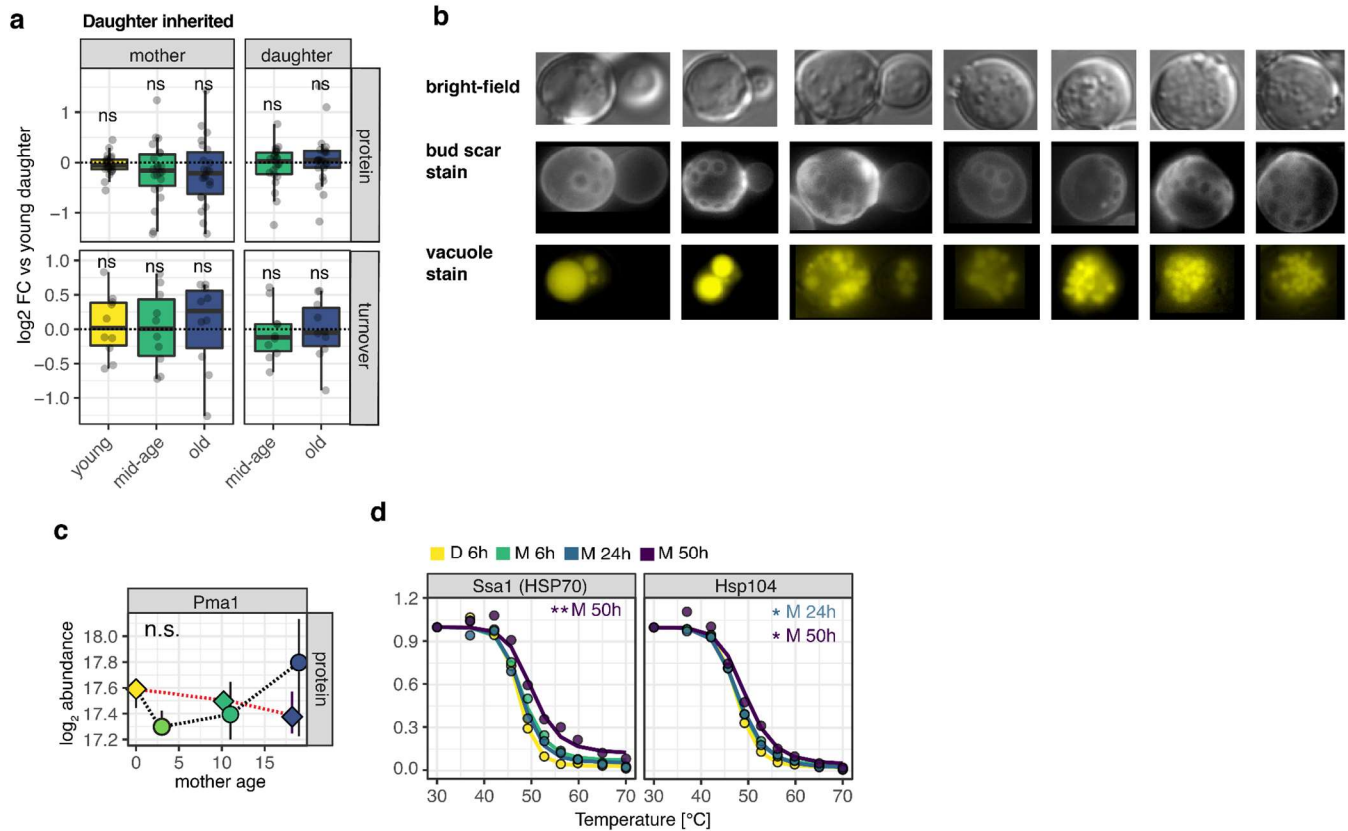 a
Daughter inherited
mother
daughter
log2 FC vs young daughter
1
0
−1
ns
ns
ns
ns
ns
protein
1.0
0.5
0.0
−0.5
−1.0
ns
ns
ns
ns
ns
turnover
young
mid-age
old
mid-age
old
b
bright-field
bud scar
stain
vacuole
stain
c
Pma1
n.s.
protein
log2 abundance
18.0
17.8
17.6
17.4
17.2
0 5 10 15
mother age
d
D 6h M 6h M 24h M 50h
Ssa1 (HSP70)
Hsp104
**M 50h
* M 24h
* M 50h
1.2
0.9
0.6
0.3
0.0
30 40 50 60 70
30 40 50 60 70
Temperature [°C]